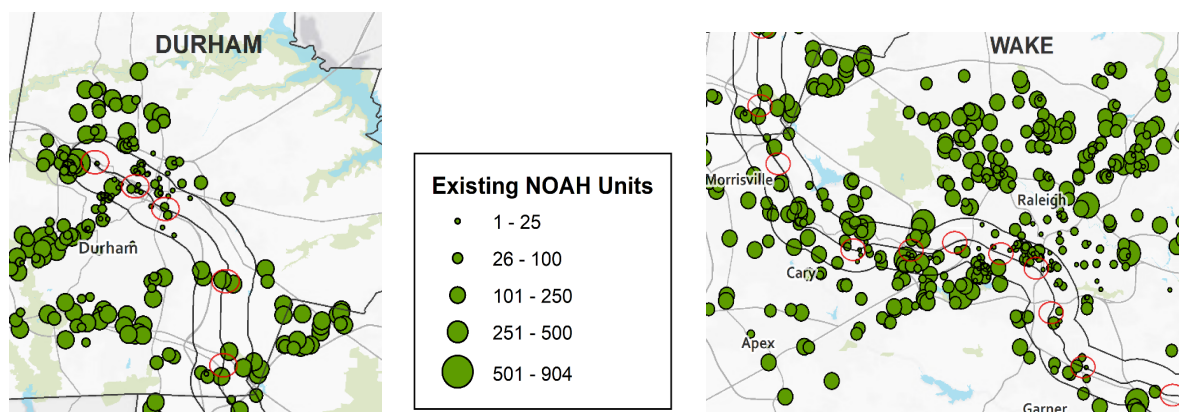 DURHAM
Durham
Existing NOAH Units
1 - 25
26 - 100
101 - 250
251 - 500
501 - 904
WAKE
Morrisville
Raleigh
Cary
Apex
Garner